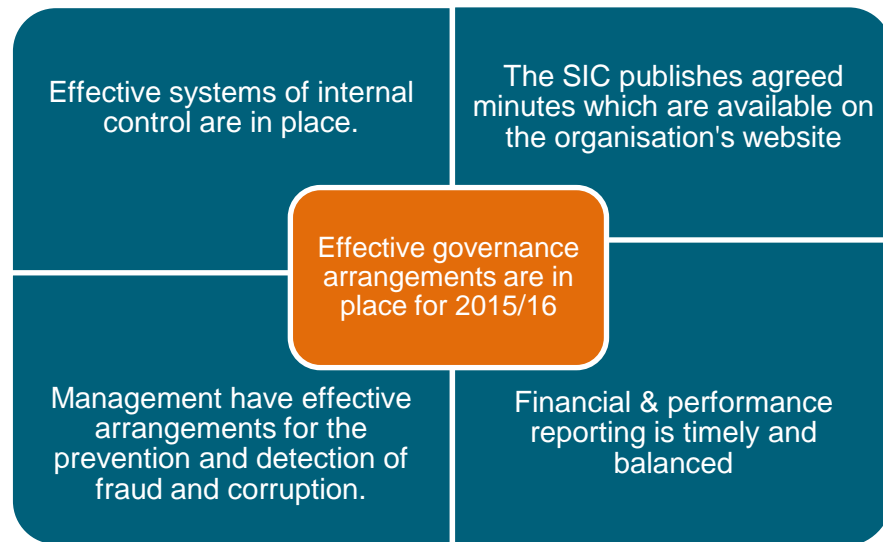 Effective systems of internal
control are in place.
The SIC publishes agreed
minutes which are available on
the organisation's website
Effective governance
arrangements are in
place for 2015/16
Management have effective
arrangements for the
prevention and detection of
fraud and corruption.
Financial & performance
reporting is timely and
balanced